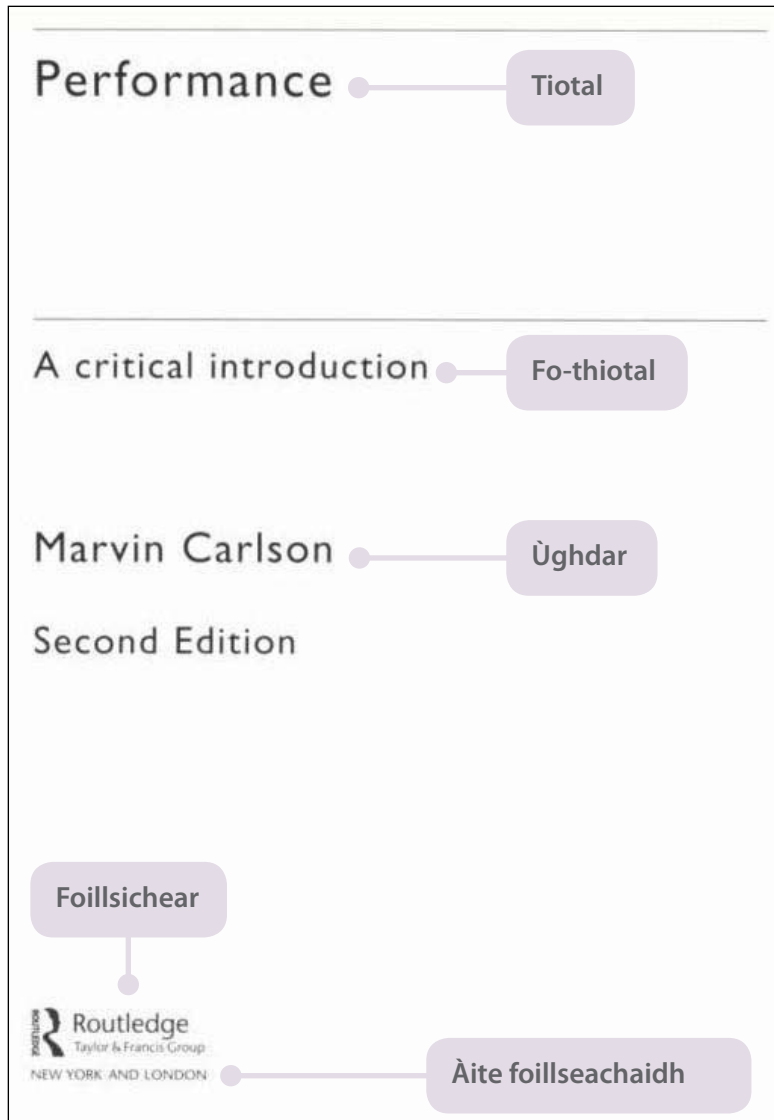 Performance
Tiotal
A critical introduction
Fo-thiotal
Marvin Carlson
Ùghdar
Second Edition
Foillsichear
ROUTLEDGE
Routledge
Taylor & Francis Group
NEW YORK AND LONDON
Àite foillseachaidh